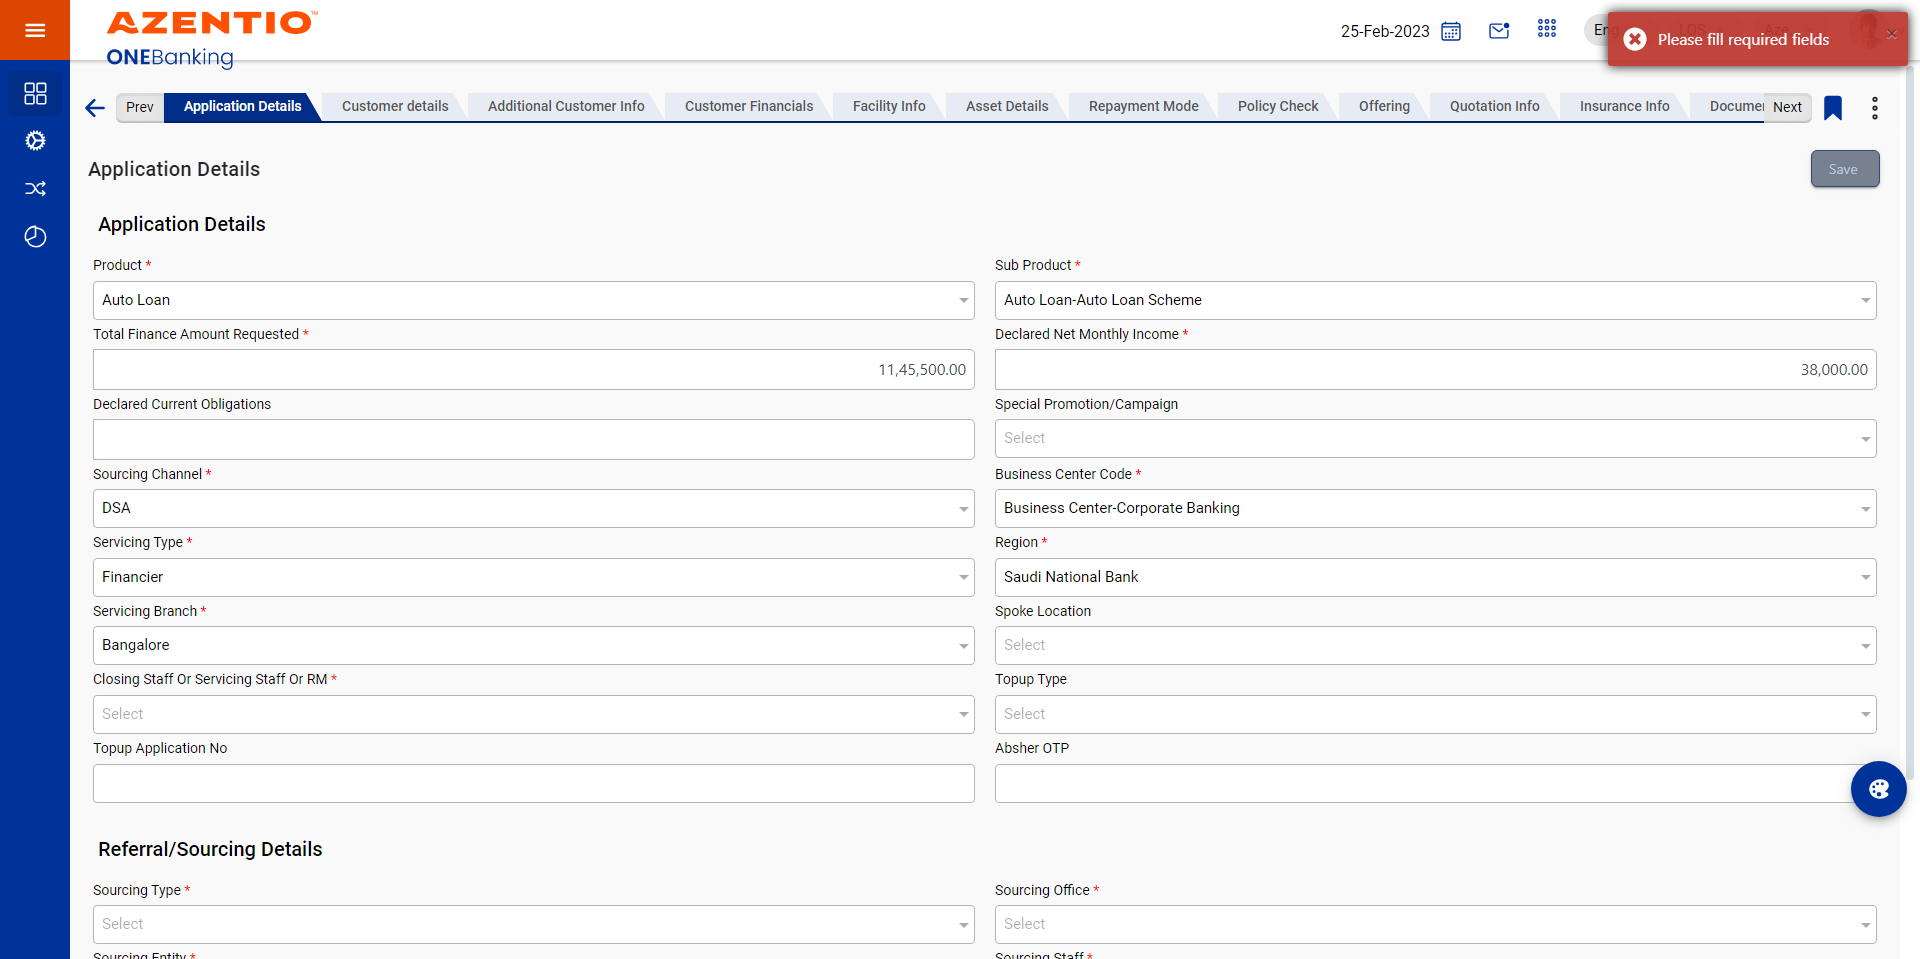 AZENTIO™
ONEBanking
25-Feb-2023
Eng
Please fill required fields
Prev
Application Details
Customer details
Additional Customer Info
Customer Financials
Facility Info
Asset Details
Repayment Mode
Policy Check
Offering
Quotation Info
Insurance Info
Documen
Next
Application Details
Save
Application Details
Product *
Sub Product *
Auto Loan
Auto Loan-Auto Loan Scheme
Total Finance Amount Requested *
Declared Net Monthly Income *
11,45,500.00
38,000.00
Declared Current Obligations
Special Promotion/Campaign
Select
Sourcing Channel *
Business Center Code *
DSA
Business Center-Corporate Banking
Servicing Type *
Region *
Financier
Saudi National Bank
Servicing Branch *
Spoke Location
Bangalore
Select
Closing Staff Or Servicing Staff Or RM *
Topup Type
Select
Select
Topup Application No
Absher OTP
Referral/Sourcing Details
Sourcing Type *
Sourcing Office *
Select
Select
Sourcing Entity *
Sourcing Staff *